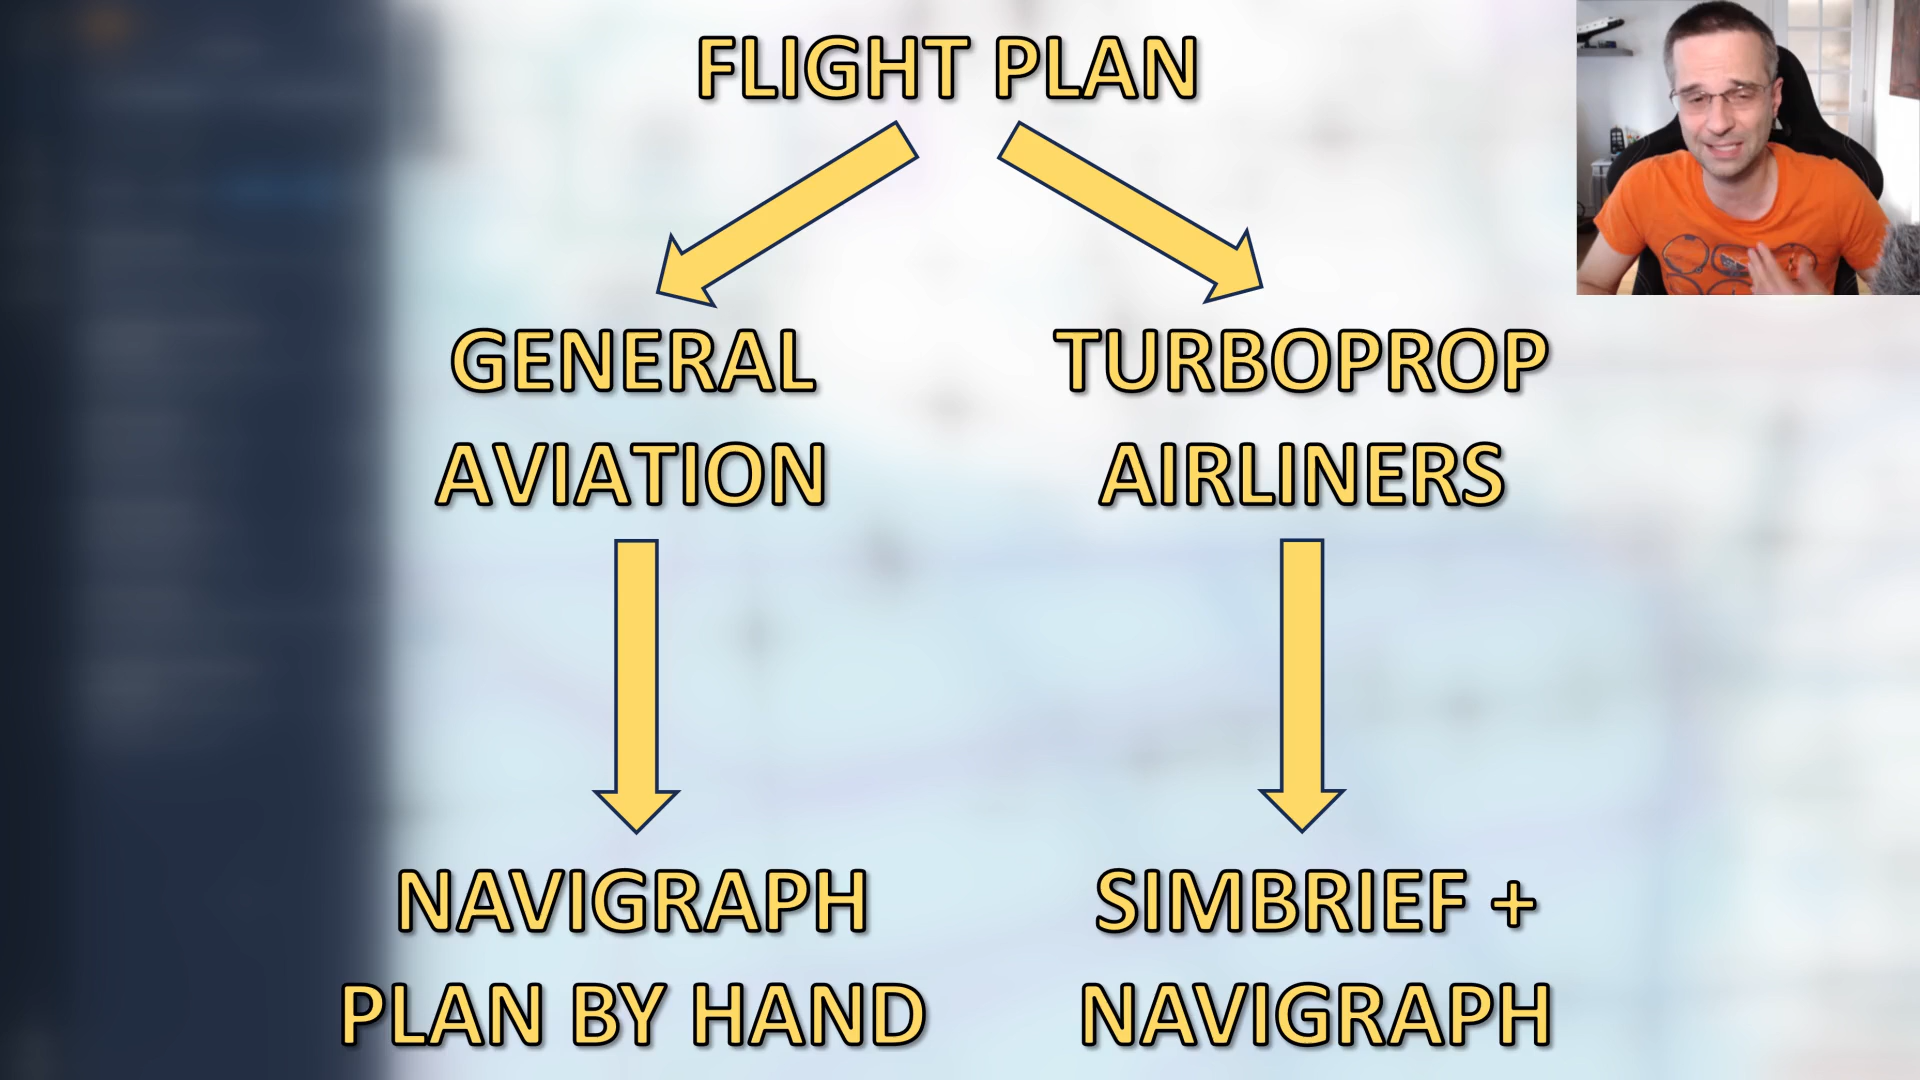 FLIGHT PLAN
GENERAL
AVIATION
TURBOPROP
AIRLINERS
NAVIGRAPH
PLAN BY HAND
SIMBRIEF +
NAVIGRAPH